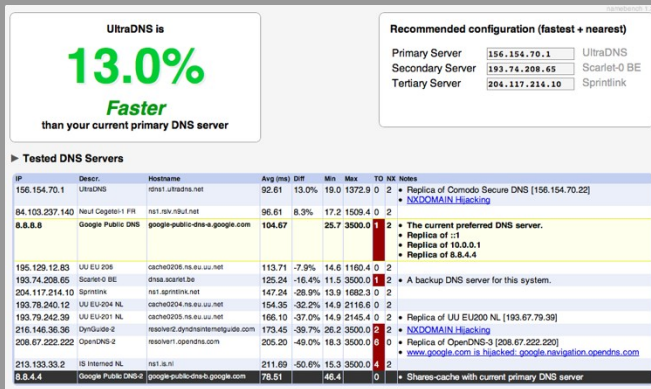 namebench 1.
UltraDNS is
13.0%
Faster
than your current primary DNS server
Recommended configuration (fastest + nearest)
Primary Server 156.154.70.1 UltraDNS
Secondary Server 193.74.208.65 Scarlet-0 BE
Tertiary Server 204.117.214.10 Sprintlink
▶ Tested DNS Servers
IP Descr. Hostname Avg (ms) Diff Min Max TO NX Notes
156.154.70.1 UltraDNS rdns1.ultradns.net 92.61 13.0% 19.0 1372.9 0 2 • Replica of Comodo Secure DNS [156.154.70.22]
• NXDOMAIN Hijacking
84.103.237.140 Neuf Cegetel-1 FR ns1.rslv.n9uf.net 96.61 8.3% 17.2 1509.4 0 2
8.8.8.8 Google Public DNS google-public-dns-a.google.com 104.67 25.7 3500.0 1 2 • The current preferred DNS server.
• Replica of ::1
• Replica of 10.0.0.1
• Replica of 8.8.4.4
195.129.12.83 UU EU 206 cache0206.ns.eu.uu.net 113.71 -7.9% 14.6 1160.4 0 2
193.74.208.65 Scarlet-0 BE dnsa.scarlet.be 125.24 -16.4% 11.5 3500.0 1 2 • A backup DNS server for this system.
204.117.214.10 Sprintlink ns1.sprintlink.net 147.24 -28.9% 13.9 1682.3 0 2
193.78.240.12 UU EU-204 NL cache0204.ns.eu.uu.net 154.35 -32.2% 14.9 2116.6 0 2
193.79.242.39 UU EU-201 NL cache0201.ns.eu.uu.net 166.10 -37.0% 14.9 2145.4 0 2 • Replica of UU EU200 NL [193.67.79.39]
216.146.36.36 DynGuide-2 resolver2.dyndnsinternetguide.com 173.45 -39.7% 26.2 3500.0 2 2 • NXDOMAIN Hijacking
208.67.222.222 OpenDNS-2 resolver1.opendns.com 205.20 -49.0% 18.3 3500.0 6 0 • Replica of OpenDNS-3 [208.67.222.220]
• www.google.com is hijacked: google.navigation.opendns.com
213.133.33.2 IS Interned NL ns1.is.nl 211.69 -50.6% 15.3 3500.0 4 2
8.8.4.4 Google Public DNS-2 google-public-dns-b.google.com 78.51 46.4 0 • Shares-cache with current primary DNS server